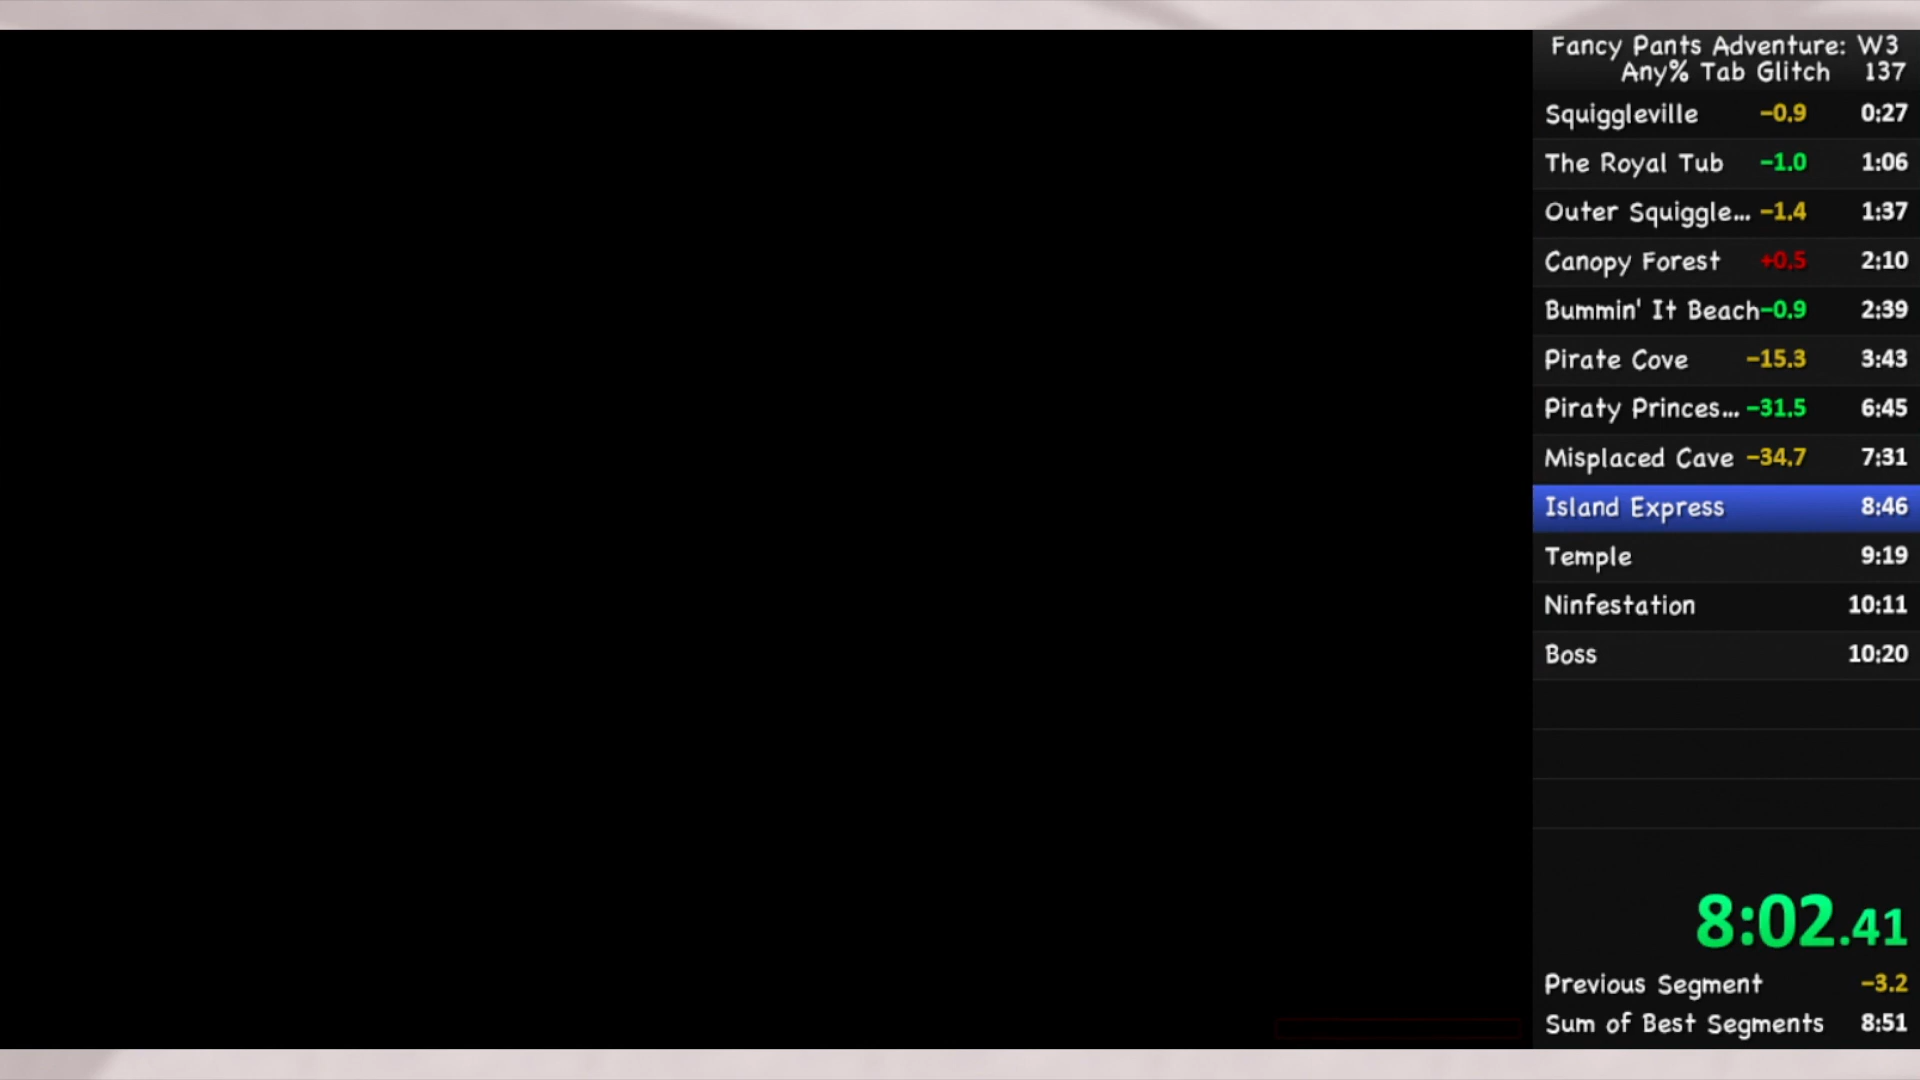 Fancy Pants Adventure: W3
Any% Tab Glitch 137
Squiggleville -0.9 0:27
The Royal Tub -1.0 1:06
Outer Squiggle... -1.4 1:37
Canopy Forest +0.5 2:10
Bummin' It Beach -0.9 2:39
Pirate Cove -15.3 3:43
Piraty Princes... -31.5 6:45
Misplaced Cave -34.7 7:31
Island Express 8:46
Temple 9:19
Ninfestation 10:11
Boss 10:20
8:02.41
Previous Segment -3.2
Sum of Best Segments 8:51